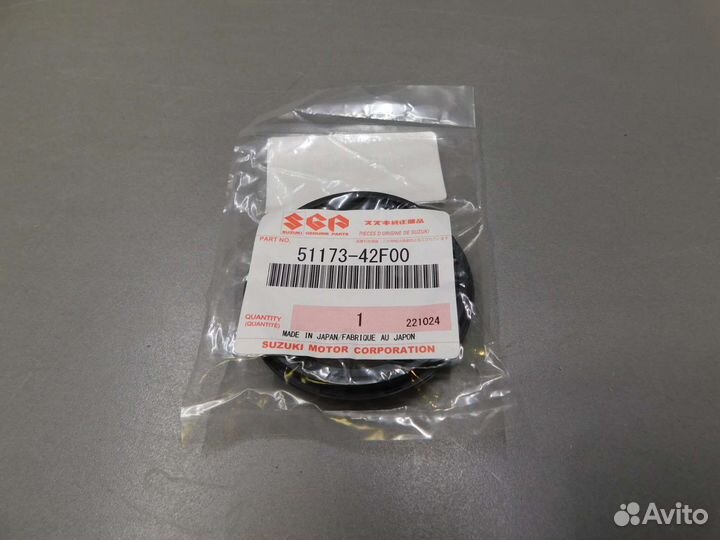 SGP スズキ純正部品
SUZUKI GENUINE PARTS PIECES D'ORIGINE DE SUZUKI
PART NO.
51173-42F00
QUANTITY 1 221024
(QUANTITÉ)
MADE IN JAPAN/FABRIQUE AU JAPON
SUZUKI MOTOR CORPORATION
Avito